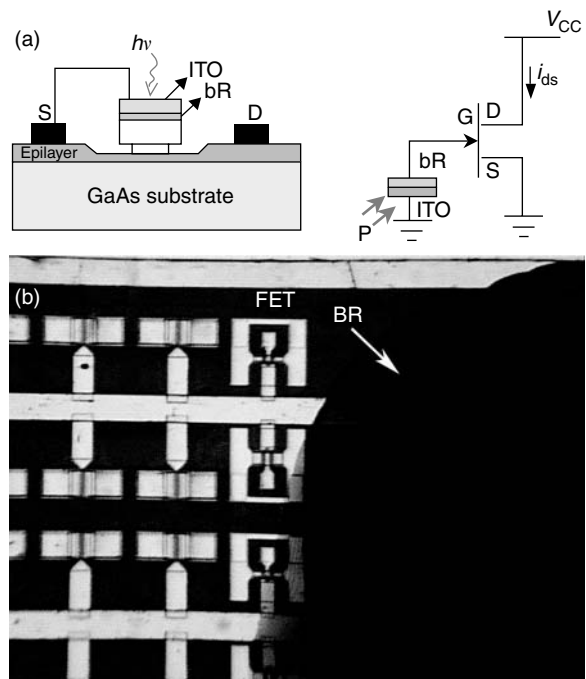 (a)
hν
ITO
bR
S
D
Epilayer
GaAs substrate
V_CC
i_ds
G
D
S
bR
ITO
P
(b)
FET
BR